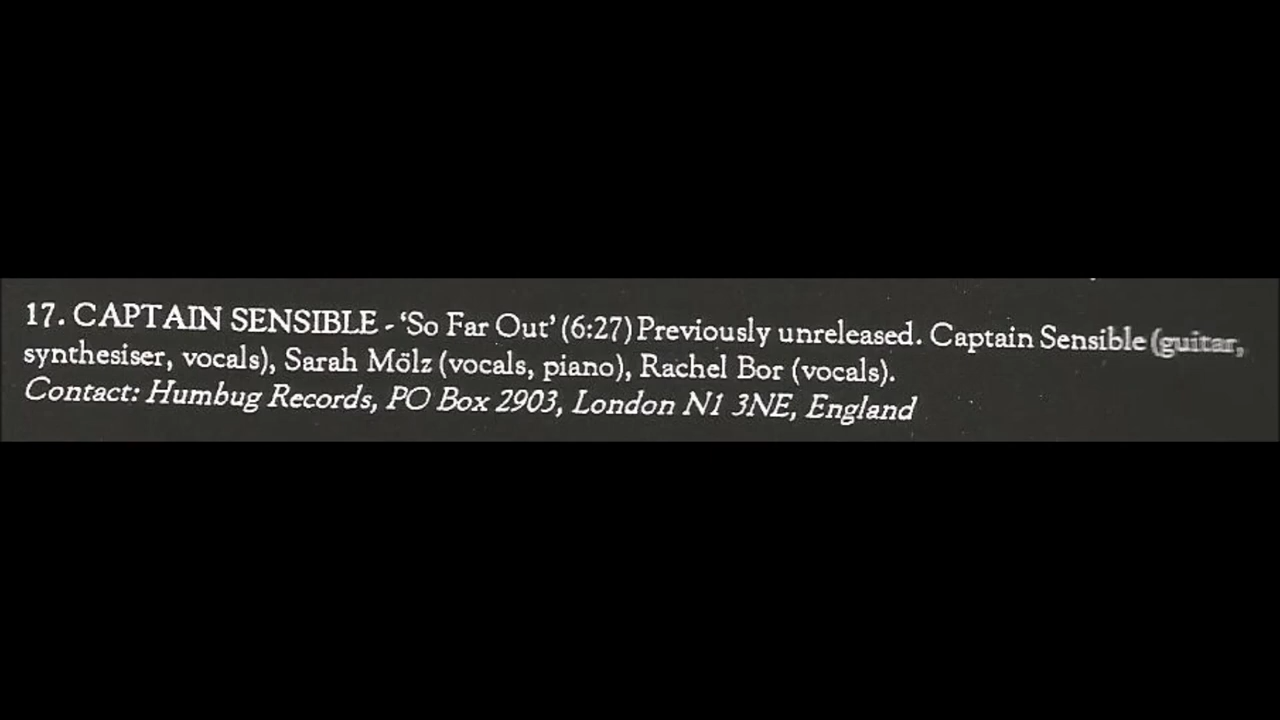 17. CAPTAIN SENSIBLE - ‘So Far Out’ (6:27) Previously unreleased. Captain Sensible (guitar,
synthesiser, vocals), Sarah Mölz (vocals, piano), Rachel Bor (vocals).
Contact: Humbug Records, PO Box 2903, London N1 3NE, England